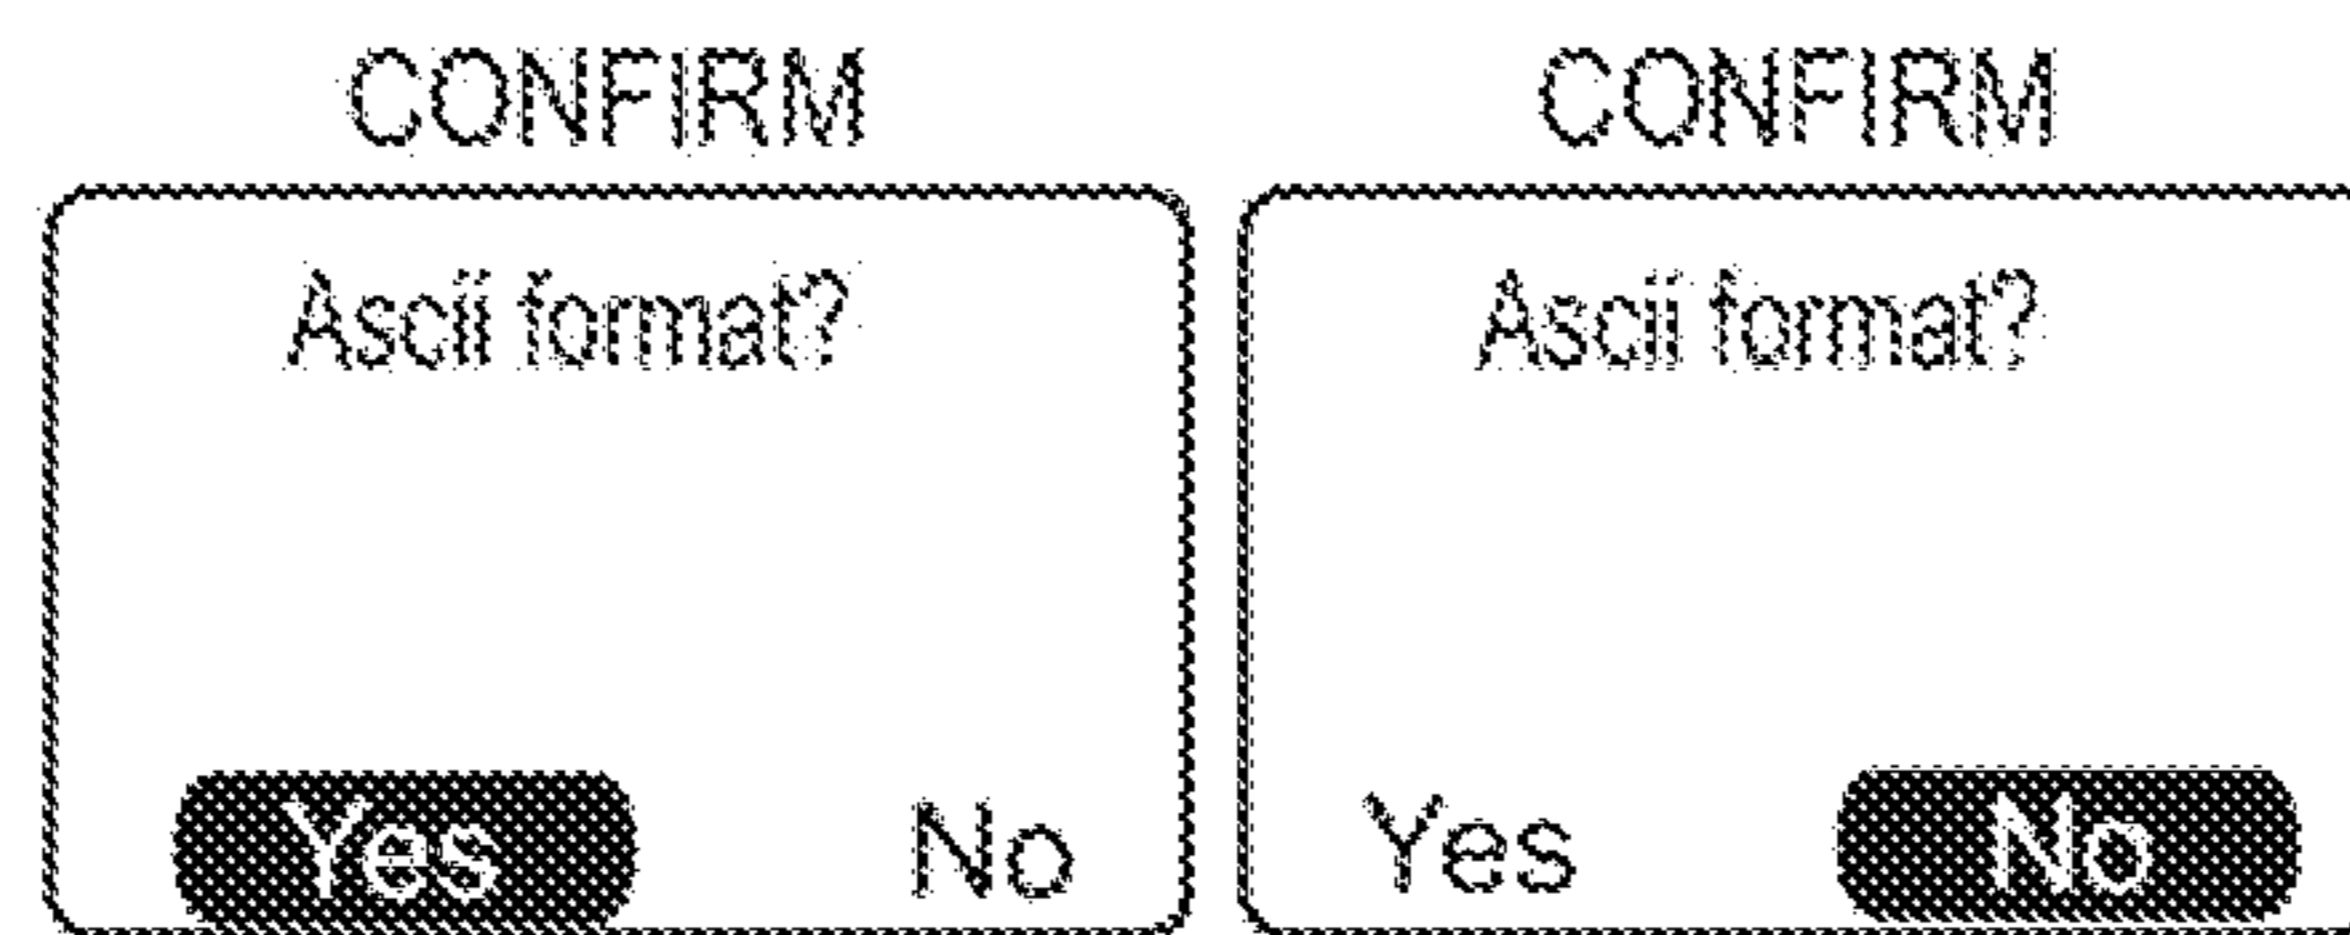 CONFIRM
Ascii format?
Yes No
CONFIRM
Ascii format?
Yes No